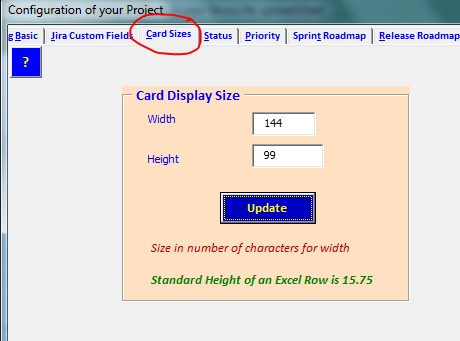 Configuration of your Project
g Basic Jira Custom Fields Card Sizes Status Priority Sprint Roadmap Release Roadmap
?
Card Display Size
Width 144
Height 99
Update
Size in number of characters for width
Standard Height of an Excel Row is 15.75